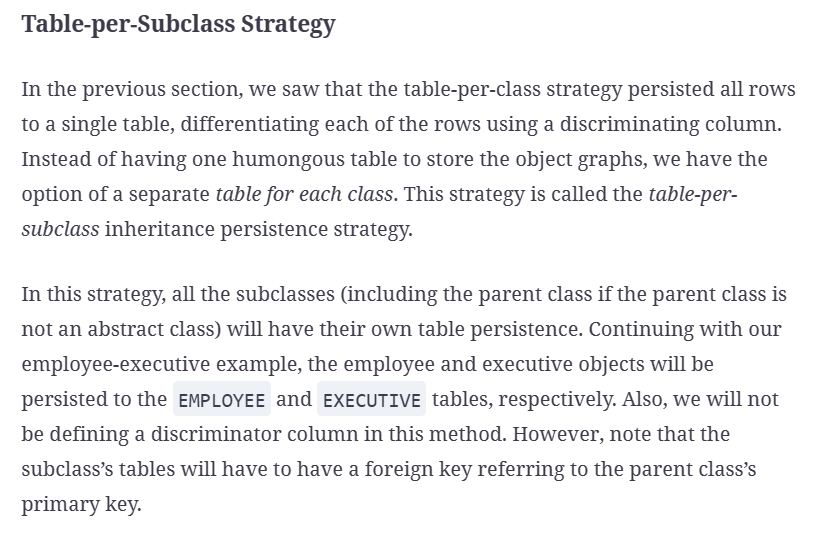 Table-per-Subclass Strategy
In the previous section, we saw that the table-per-class strategy persisted all rows
to a single table, differentiating each of the rows using a discriminating column.
Instead of having one humongous table to store the object graphs, we have the
option of a separate table for each class. This strategy is called the table-per-
subclass inheritance persistence strategy.
In this strategy, all the subclasses (including the parent class if the parent class is
not an abstract class) will have their own table persistence. Continuing with our
employee-executive example, the employee and executive objects will be
persisted to the EMPLOYEE and EXECUTIVE tables, respectively. Also, we will not
be defining a discriminator column in this method. However, note that the
subclass’s tables will have to have a foreign key referring to the parent class’s
primary key.